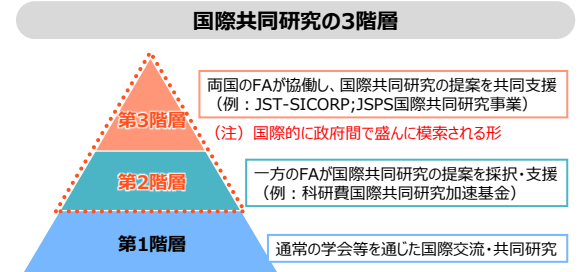 国際共同研究の3階層
両国のFAが協働し、国際共同研究の提案を共同支援
（例：JST-SICORP;JSPS国際共同研究事業）
第3階層
（注）国際的に政府間で盛んに模索される形
一方のFAが国際共同研究の提案を採択・支援
（例：科研費国際共同研究加速基金）
第2階層
第1階層
通常の学会等を通じた国際交流・共同研究